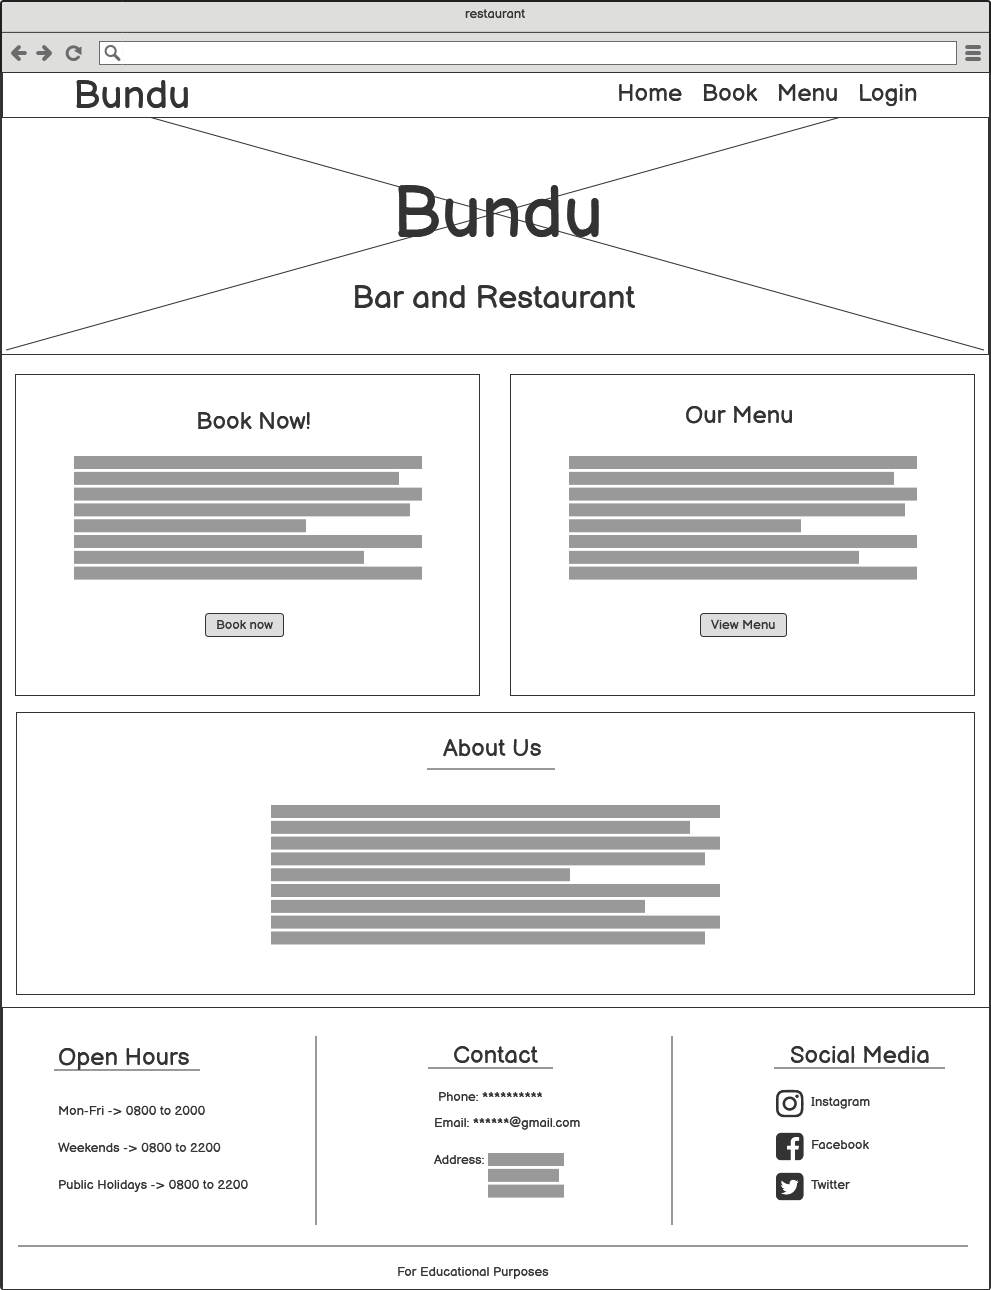 restaurant
Bundu
Home Book Menu Login
Bundu
Bar and Restaurant
Book Now!
Book now
Our Menu
View Menu
About Us
Open Hours
Mon-Fri -> 0800 to 2000
Weekends -> 0800 to 2200
Public Holidays -> 0800 to 2200
Contact
Phone: **********
Email: ******@gmail.com
Address:
Social Media
Instagram
Facebook
Twitter
For Educational Purposes